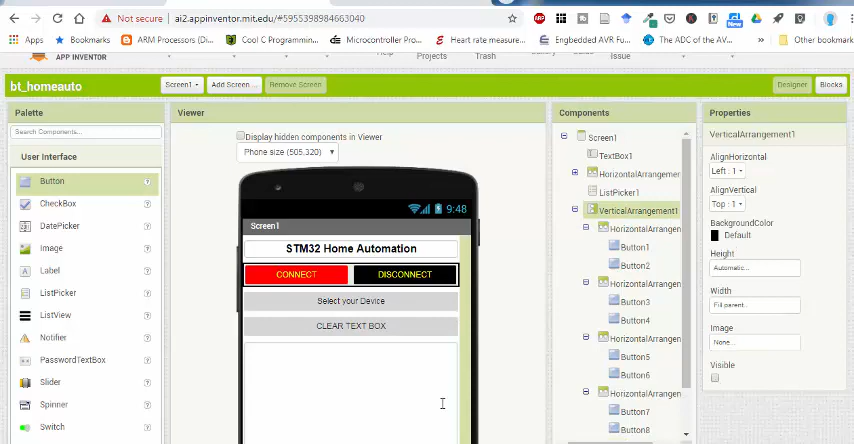 Not secure | ai2.appinventor.mit.edu/#5955398984663040
Apps Bookmarks ARM Processors (Di... Cool C Programmin... Microcontroller Pro... Heart rate measure... Engbedded AVR Fu... The ADC of the AV... » Other bookmarks
APP INVENTOR Projects Trash Issue
bt_homeauto Screen1 Add Screen ... Remove Screen Designer Blocks
Palette Viewer Components Properties
Search Components...
User Interface
Button
CheckBox
DatePicker
Image
Label
ListPicker
ListView
Notifier
PasswordTextBox
Slider
Spinner
Switch
Display hidden components in Viewer
Phone size (505,320)
9:48
Screen1
STM32 Home Automation
CONNECT DISCONNECT
Select your Device
CLEAR TEXT BOX
Screen1
TextBox1
HorizontalArrangemer
ListPicker1
VerticalArrangement1
HorizontalArrangen
Button1
Button2
HorizontalArrangen
Button3
Button4
HorizontalArrangen
Button5
Button6
HorizontalArrangen
Button7
Button8
VerticalArrangement1
AlignHorizontal
Left : 1
AlignVertical
Top : 1
BackgroundColor
Default
Height
Automatic...
Width
Fill parent...
Image
None...
Visible